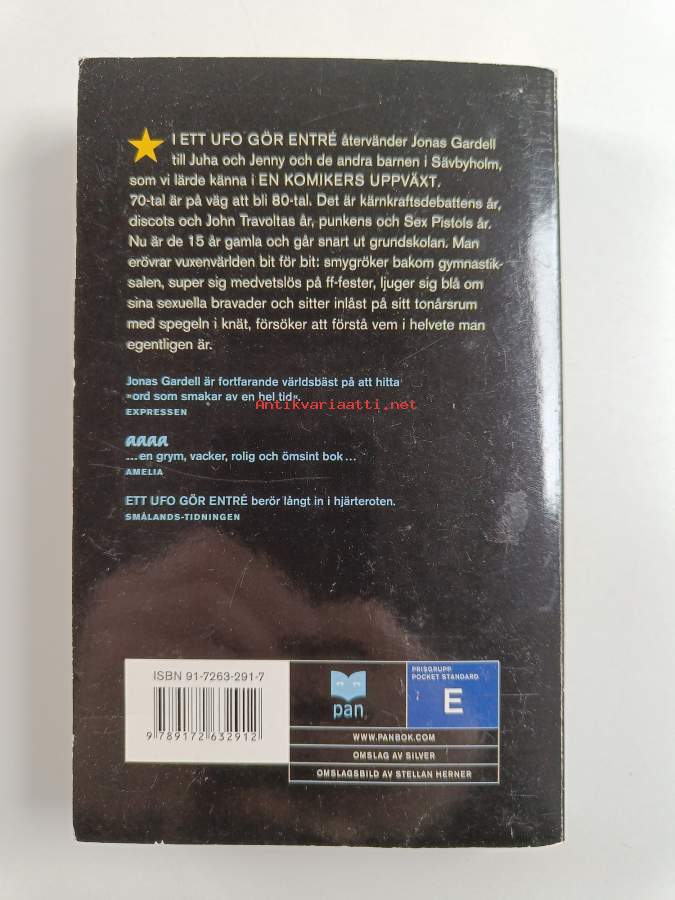 I ETT UFO GÖR ENTRÉ återvänder Jonas Gardell
till Juha och Jenny och de andra barnen i Sävbyholm,
som vi lärde känna i EN KOMIKERS UPPVÄXT.
70-tal är på väg att bli 80-tal. Det är kärnkraftsdebattens år,
discots och John Travoltas år, punkens och Sex Pistols år.
Nu är de 15 år gamla och går snart ut grundskolan. Man
erövrar vuxenvärlden bit för bit: smygröker bakom gymnastik-
salen, super sig medvetslös på ff-fester, ljuger sig blå om
sina sexuella bravader och sitter inlåst på sitt tonårsrum
med spegeln i knät, försöker att förstå vem i helvete man
egentligen är.
Jonas Gardell är fortfarande världsbäst på att hitta
»ord som smakar av en hel tid«.
Antikvariaatti.net
EXPRESSEN
aaaa
...en grym, vacker, rolig och ömsint bok...
AMELIA
ETT UFO GÖR ENTRÉ berör långt in i hjärteroten.
SMÅLANDS-TIDNINGEN
ISBN 91-7263-291-7
9 789172 632912
pan
PRISGRUPP
POCKET STANDARD
E
WWW.PANBOK.COM
OMSLAG AV SILVER
OMSLAGSBILD AV STELLAN HERNER